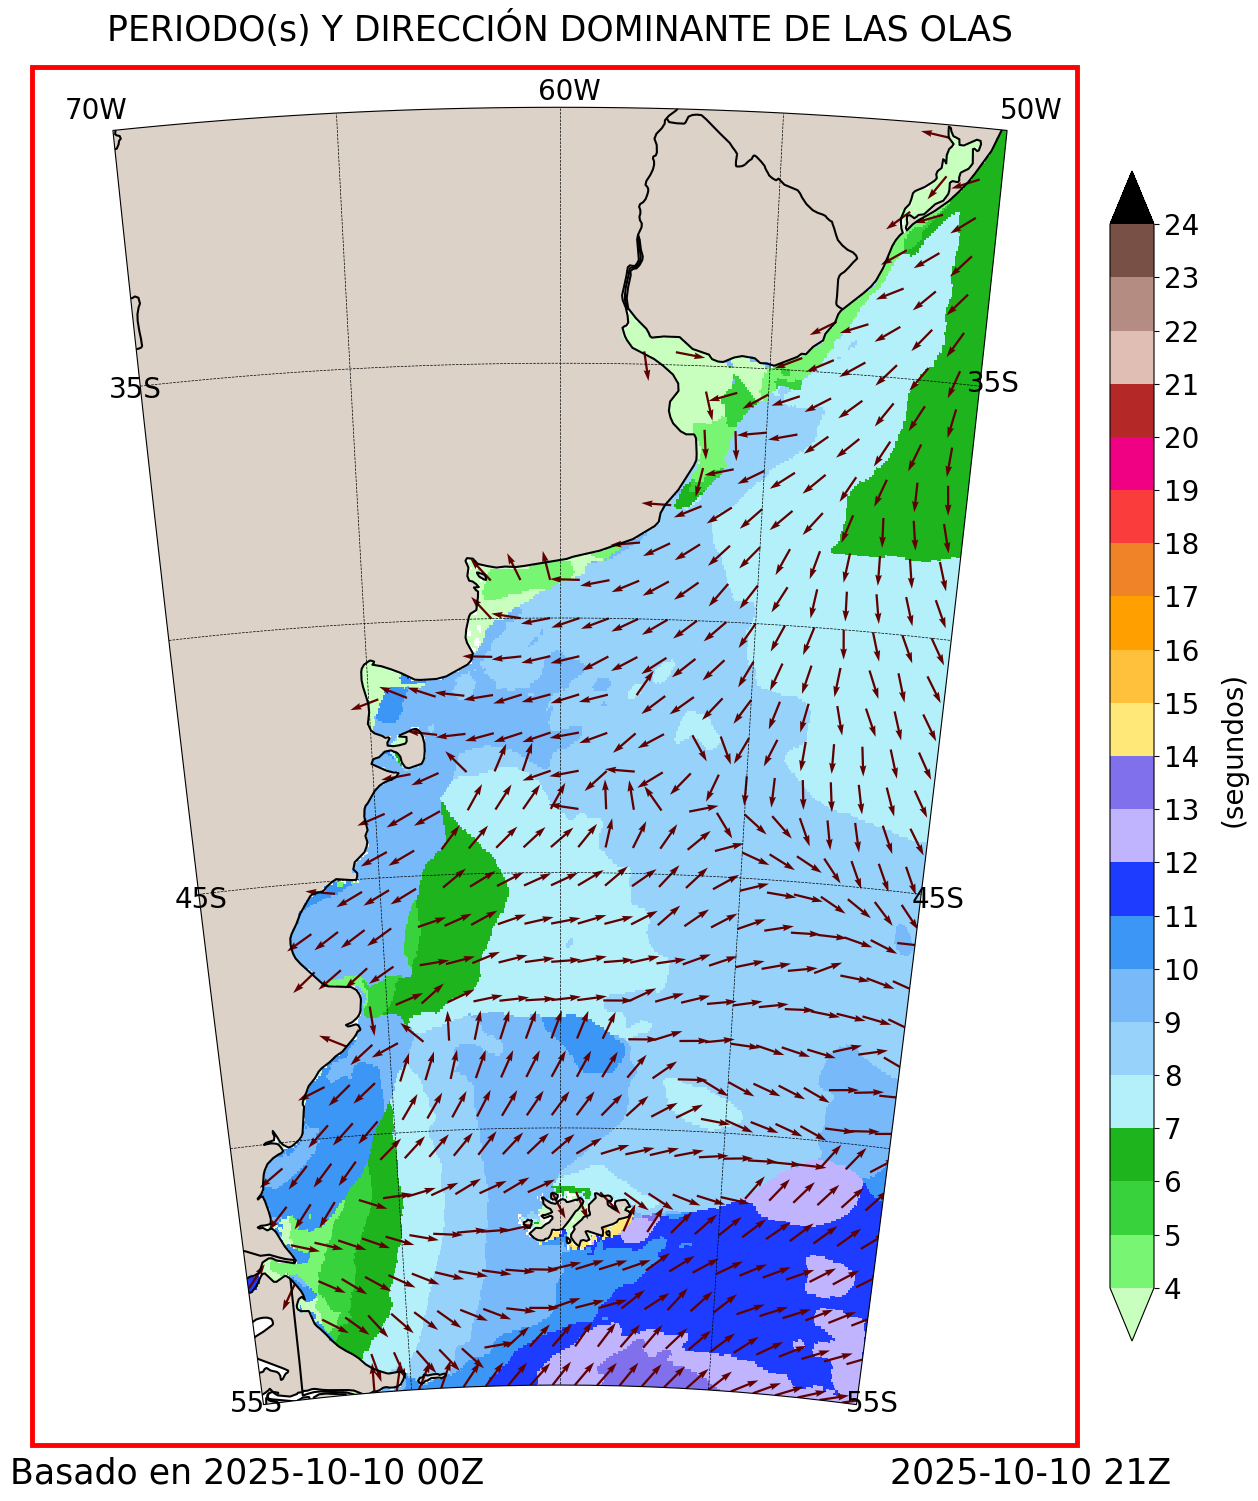 PERIODO(s) Y DIRECCIÓN DOMINANTE DE LAS OLAS
70W
60W
50W
35S
35S
45S
45S
55S
55S
24
23
22
21
20
19
18
17
16
15
14
13
12
11
10
9
8
7
6
5
4
(segundos)
Basado en 2025-10-10 00Z
2025-10-10 21Z